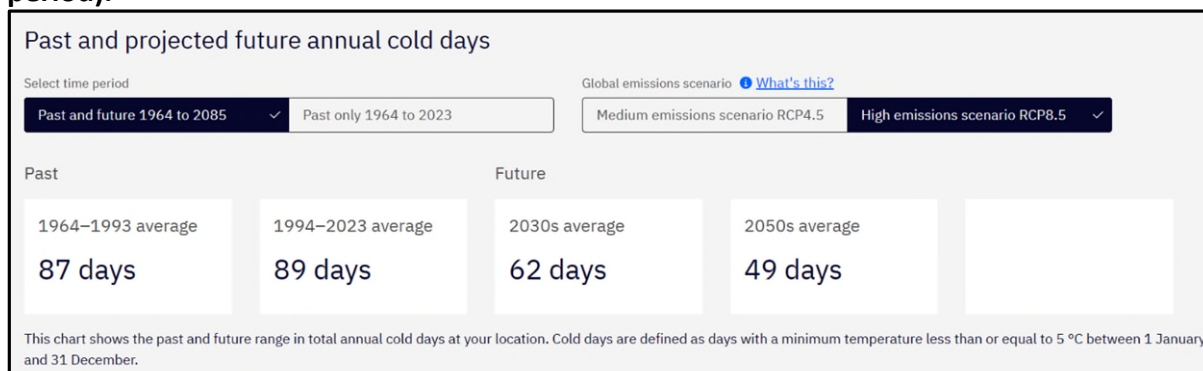 period).
Past and projected future annual cold days
Select time period
Global emissions scenario What's this?
Past and future 1964 to 2085
Past only 1964 to 2023
Medium emissions scenario RCP4.5
High emissions scenario RCP8.5
Past
Future
1964–1993 average
87 days
1994–2023 average
89 days
2030s average
62 days
2050s average
49 days
This chart shows the past and future range in total annual cold days at your location. Cold days are defined as days with a minimum temperature less than or equal to 5 °C between 1 January
and 31 December.